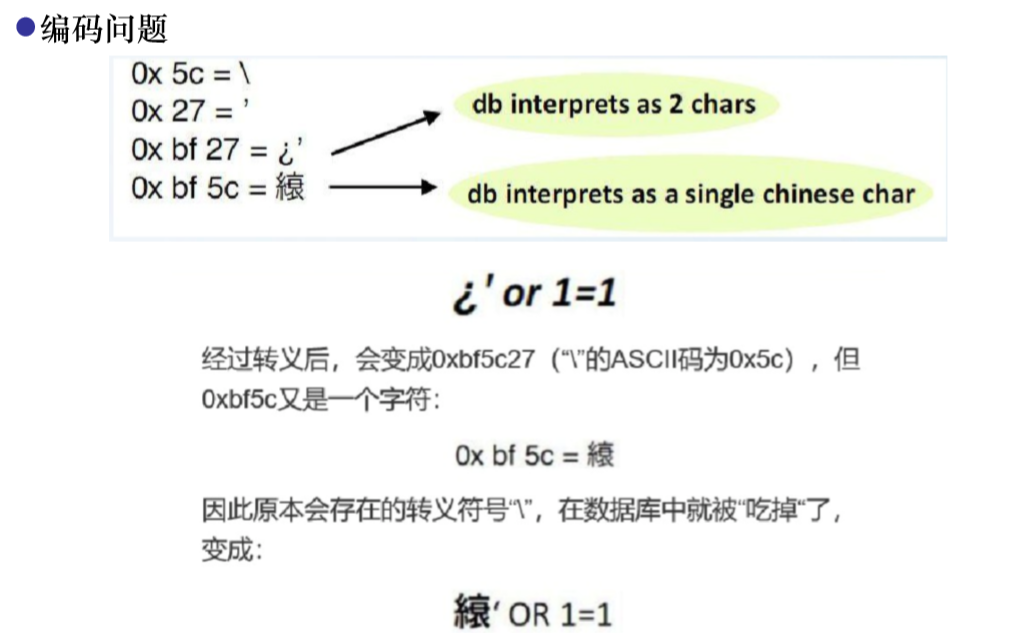 编码问题
0x 5c = \
0x 27 = ’
0x bf 27 = ¿’
db interprets as 2 chars
0x bf 5c = 縗
db interprets as a single chinese char
¿' or 1=1
经过转义后，会变成0xbf5c27（“\”的ASCII码为0x5c），但
0xbf5c又是一个字符：
0x bf 5c = 縗
因此原本会存在的转义符号“\”，在数据库中就被“吃掉“了，
变成：
縗‘ OR 1=1